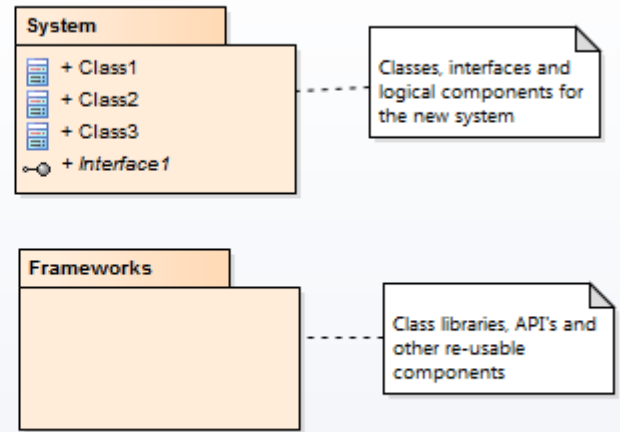 System
+ Class1
+ Class2
+ Class3
+ Interface1
Classes, interfaces and
logical components for
the new system
Frameworks
Class libraries, API's and
other re-usable
components